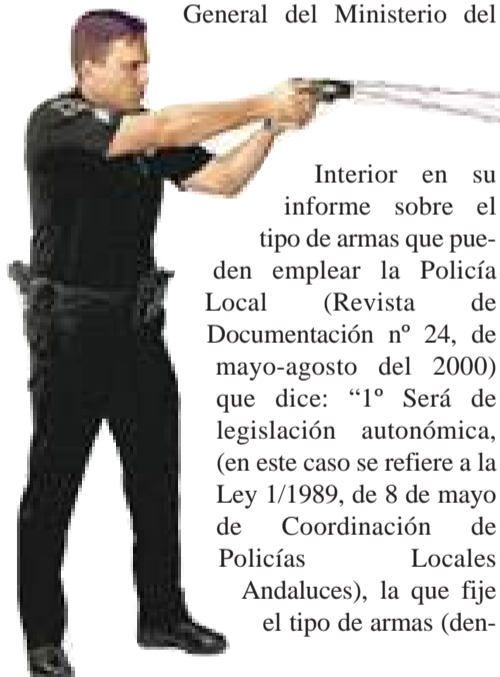 General del Ministerio del
Interior en su
informe sobre el
tipo de armas que pue-
den emplear la Policía
Local (Revista de
Documentación nº 24, de
mayo-agosto del 2000)
que dice: “1º Será de
legislación autonómica,
(en este caso se refiere a la
Ley 1/1989, de 8 de mayo
de Coordinación de
Policías Locales
Andaluces), la que fije
el tipo de armas (den-